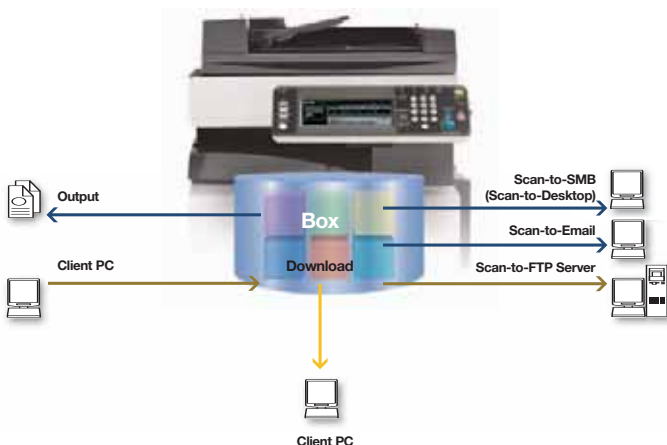 Output
Scan-to-SMB
(Scan-to-Desktop)
Box
Scan-to-Email
Client PC
Download
Scan-to-FTP Server
Client PC